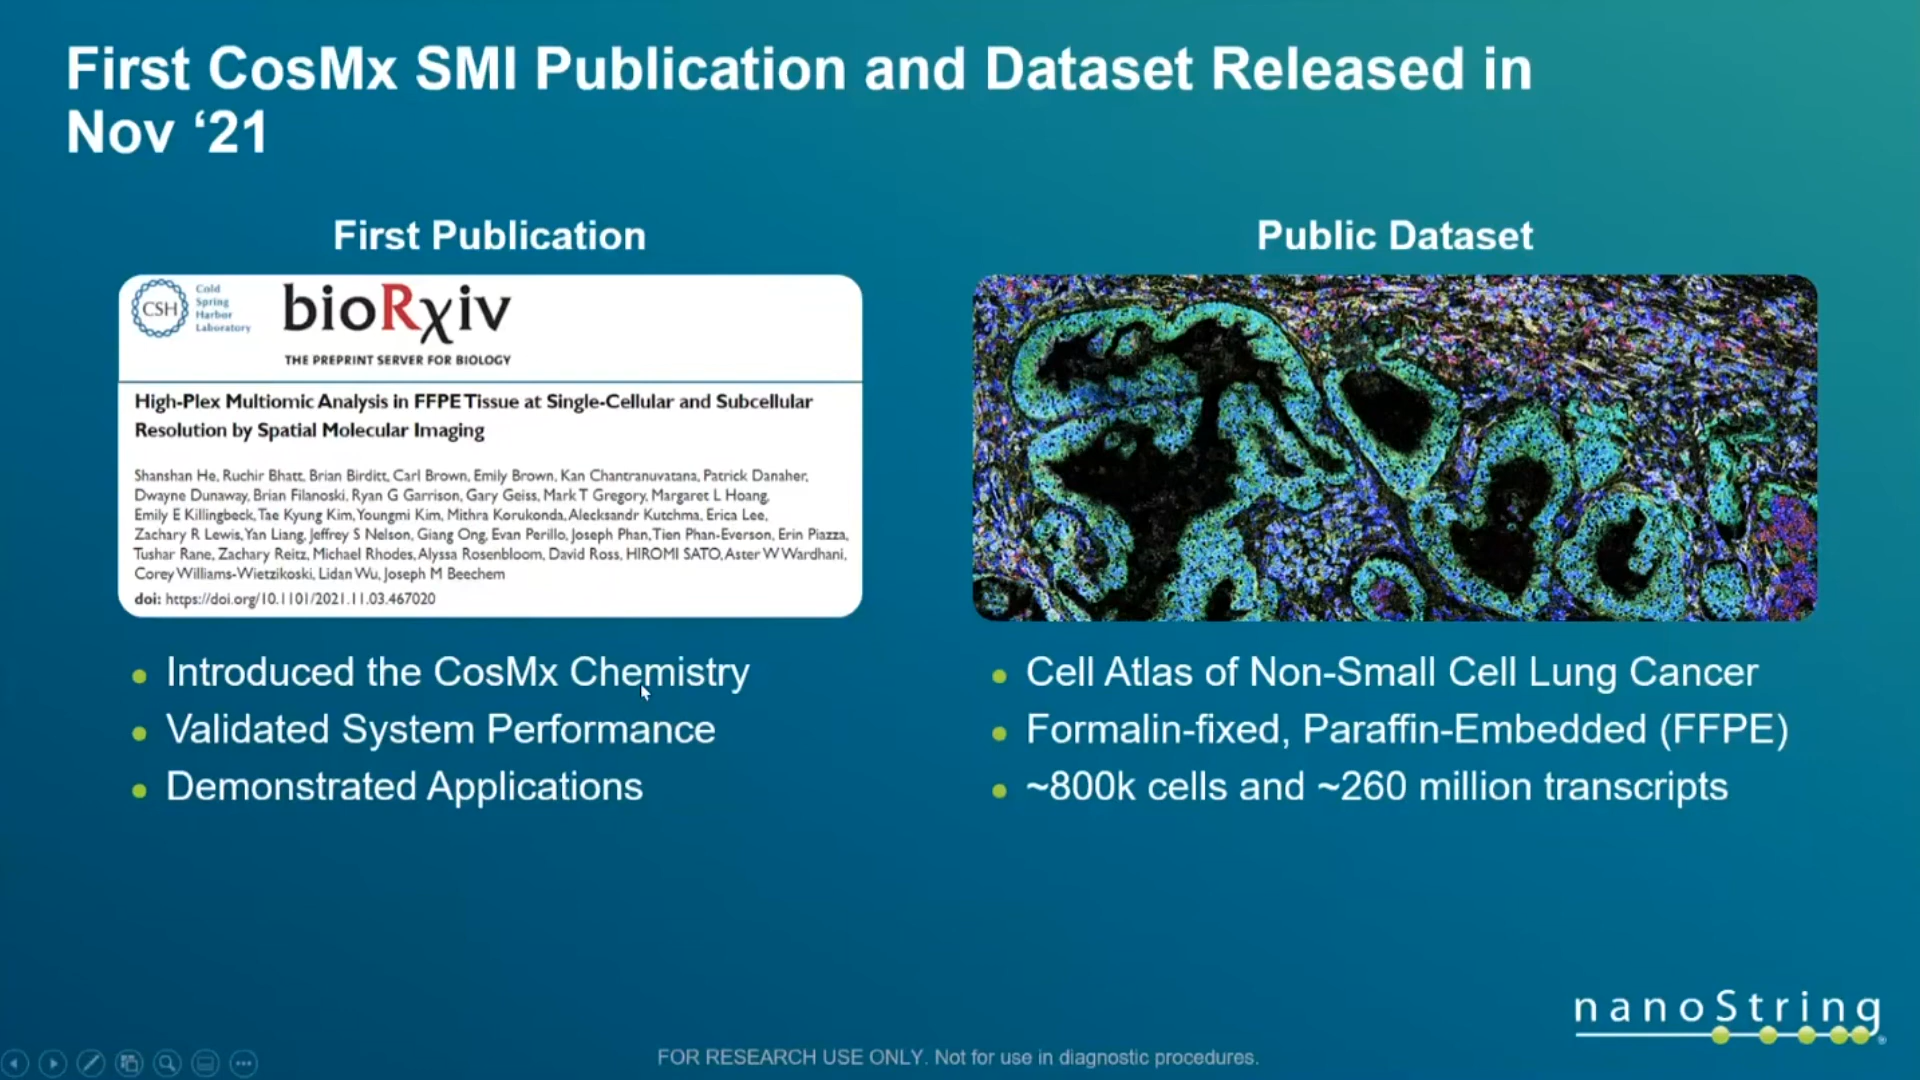 First CosMx SMI Publication and Dataset Released in
Nov ‘21
First Publication
CSH
Cold
Spring
Harbor
Laboratory
bioRχiv
THE PREPRINT SERVER FOR BIOLOGY
High-Plex Multiomic Analysis in FFPE Tissue at Single-Cellular and Subcellular
Resolution by Spatial Molecular Imaging
Shanshan He, Ruchir Bhatt, Brian Birditt, Carl Brown, Emily Brown, Kan Chantranuvatana, Patrick Danaher,
Dwayne Dunaway, Brian Filanoski, Ryan G Garrison, Gary Geiss, Mark T Gregory, Margaret L Hoang,
Emily E Killingbeck, Tae Kyung Kim, Youngmi Kim, Mithra Korukonda, Alecksandr Kutchma, Erica Lee,
Zachary R Lewis, Yan Liang, Jeffrey S Nelson, Giang Ong, Evan Perillo, Joseph Phan, Tien Phan-Everson, Erin Piazza,
Tushar Rane, Zachary Reitz, Michael Rhodes, Alyssa Rosenbloom, David Ross, HIROMI SATO, Aster W Wardhani,
Corey Williams-Wietzikoski, Lidan Wu, Joseph M Beechem
doi: https://doi.org/10.1101/2021.11.03.467020
Introduced the CosMx Chemistry
Validated System Performance
Demonstrated Applications
Public Dataset
Cell Atlas of Non-Small Cell Lung Cancer
Formalin-fixed, Paraffin-Embedded (FFPE)
~800k cells and ~260 million transcripts
nanoString®
FOR RESEARCH USE ONLY. Not for use in diagnostic procedures.